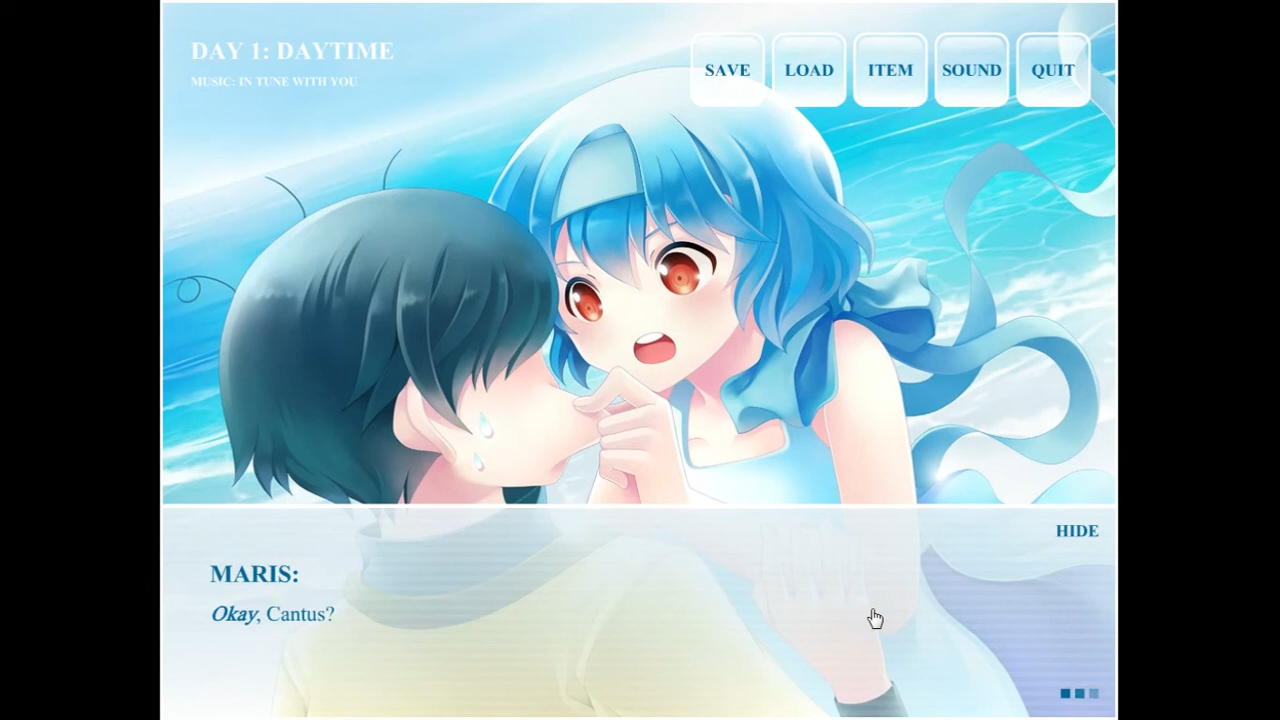 DAY 1: DAYTIME
MUSIC: IN TUNE WITH YOU
SAVE LOAD ITEM SOUND QUIT
HIDE
MARIS:
Okay, Cantus?